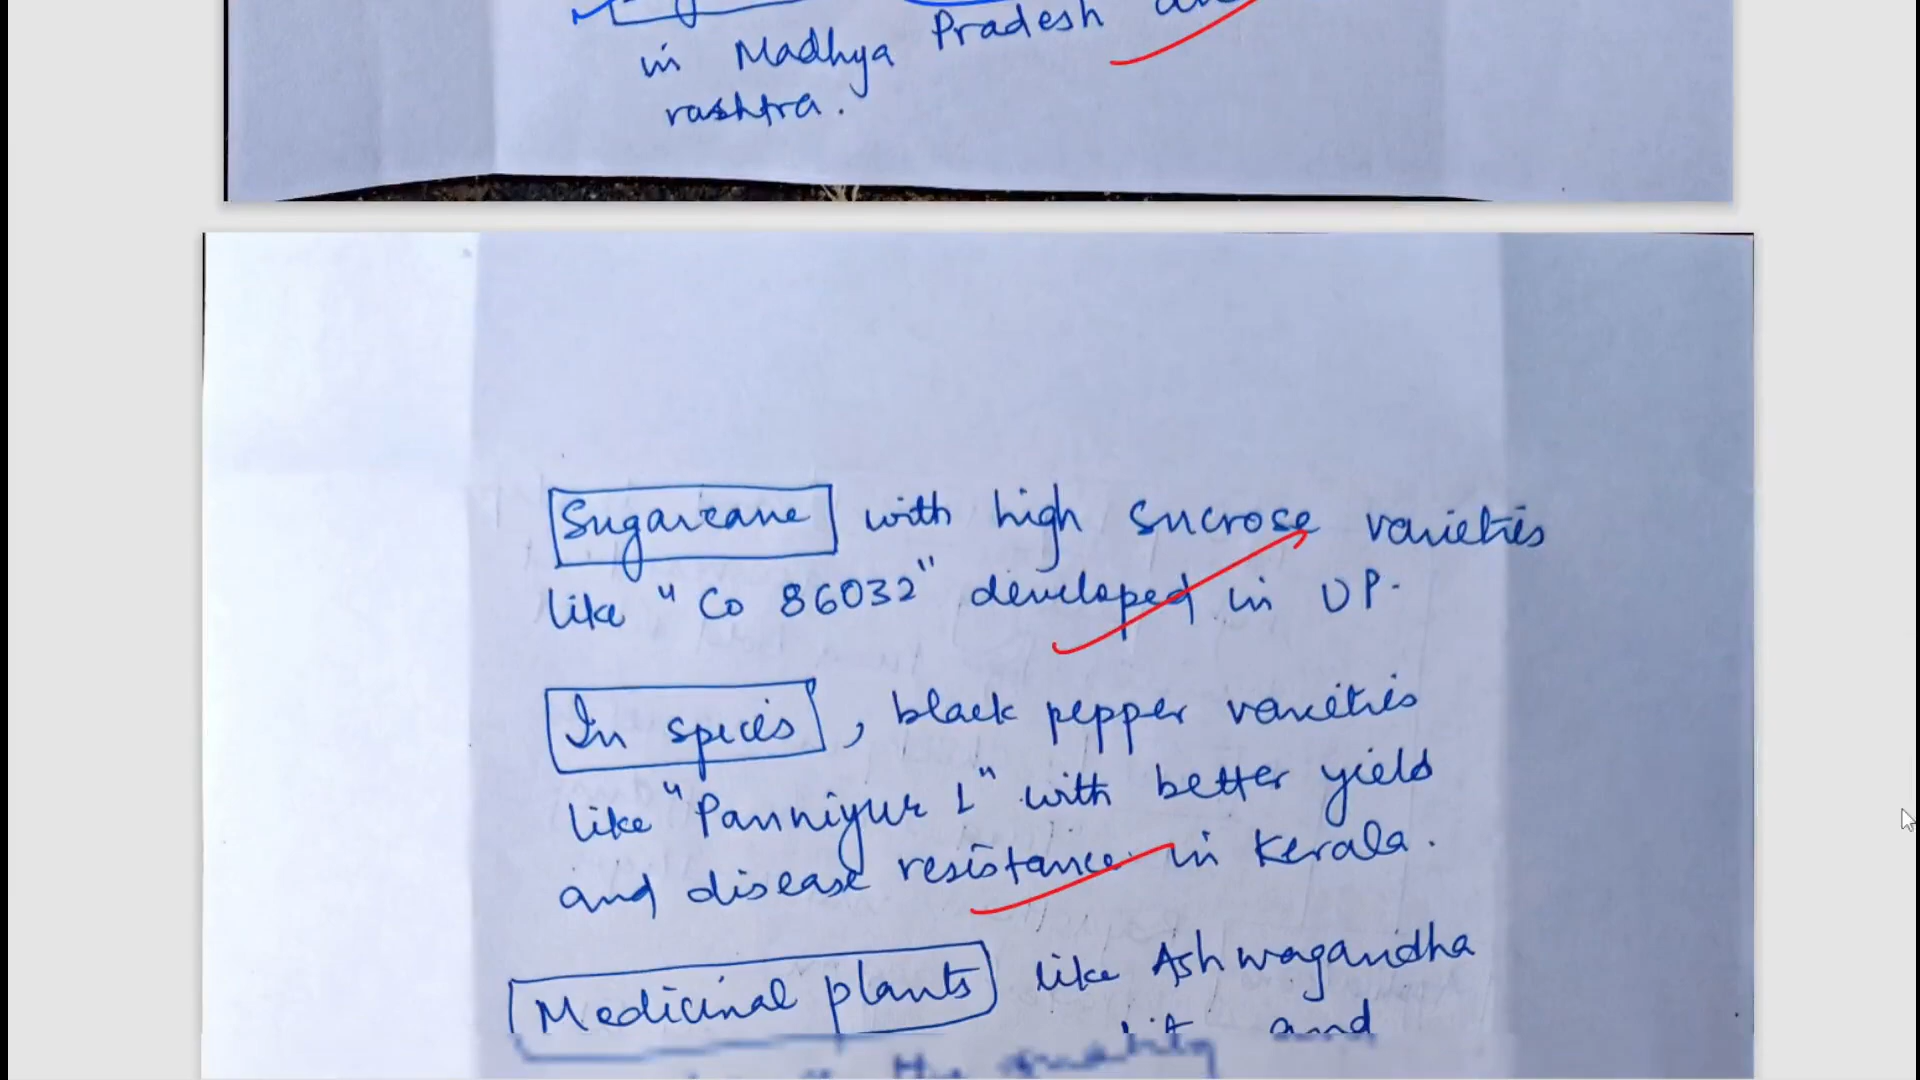 in Madhya Pradesh
rashtra.
Sugarcane with high sucrose varieties
like "Co 86032" developed in UP.
In spices, black pepper varieties
like "Panniyur 1" with better yield
and disease resistance in Kerala.
Medicinal plants like Ashwagandha
and